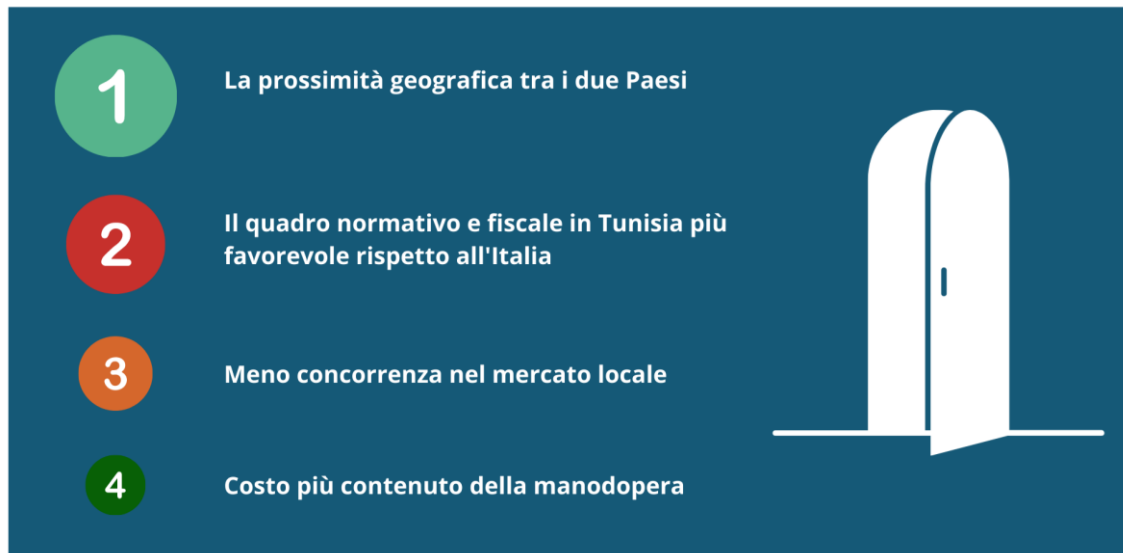 1
La prossimità geografica tra i due Paesi
2
Il quadro normativo e fiscale in Tunisia più
favorevole rispetto all'Italia
3
Meno concorrenza nel mercato locale
4
Costo più contenuto della manodopera